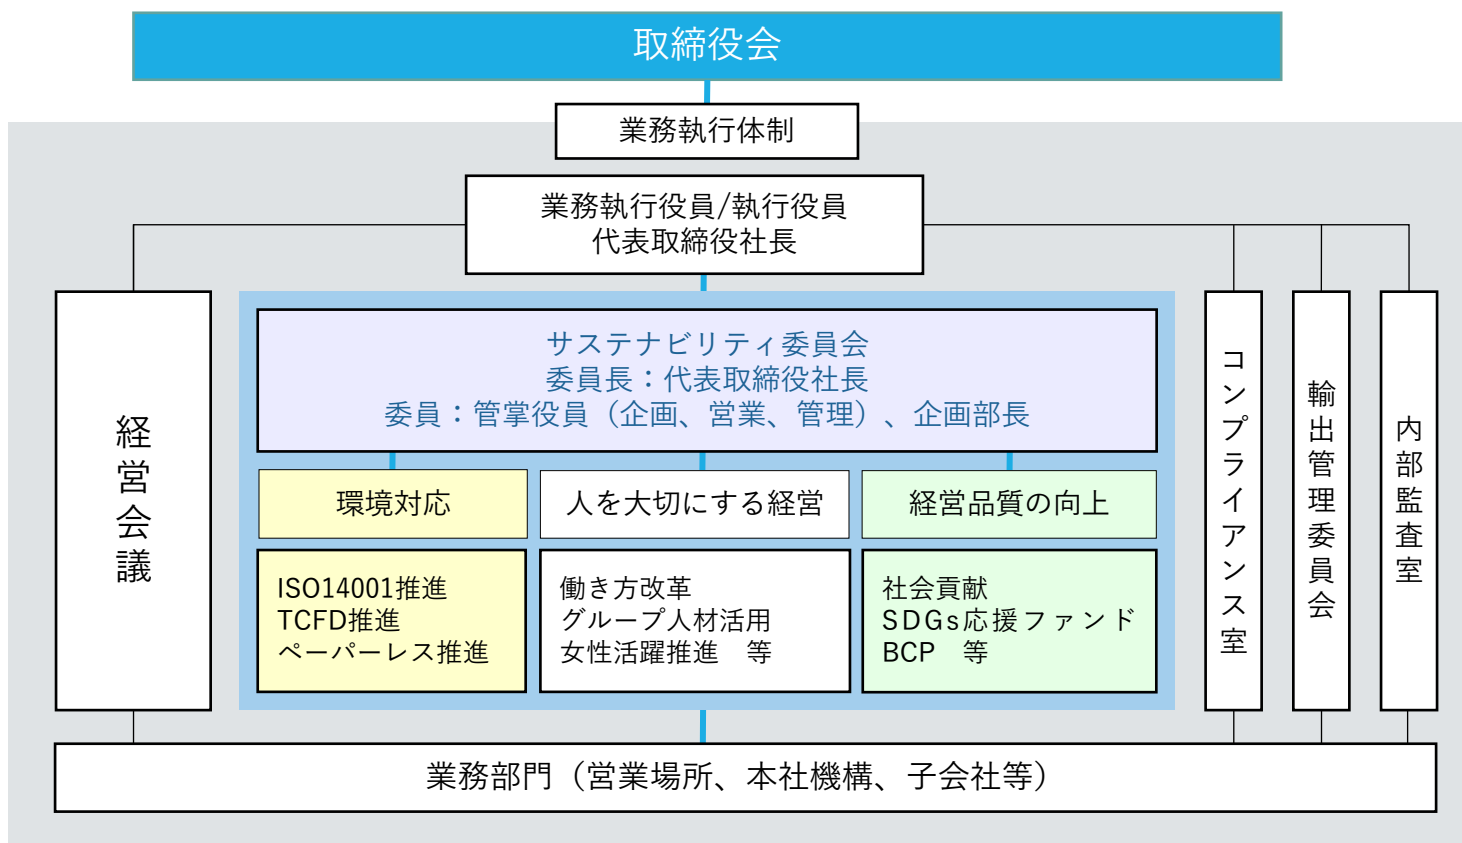 取締役会
業務執行体制
業務執行役員/執行役員
代表取締役社長
経営会議
サステナビリティ委員会
委員長：代表取締役社長
委員：管掌役員（企画、営業、管理）、企画部長
環境対応
ISO14001推進
TCFD推進
ペーパーレス推進
人を大切にする経営
働き方改革
グループ人材活用
女性活躍推進　等
経営品質の向上
社会貢献
SDGs応援ファンド
BCP　等
コンプライアンス室
輸出管理委員会
内部監査室
業務部門（営業場所、本社機構、子会社等）